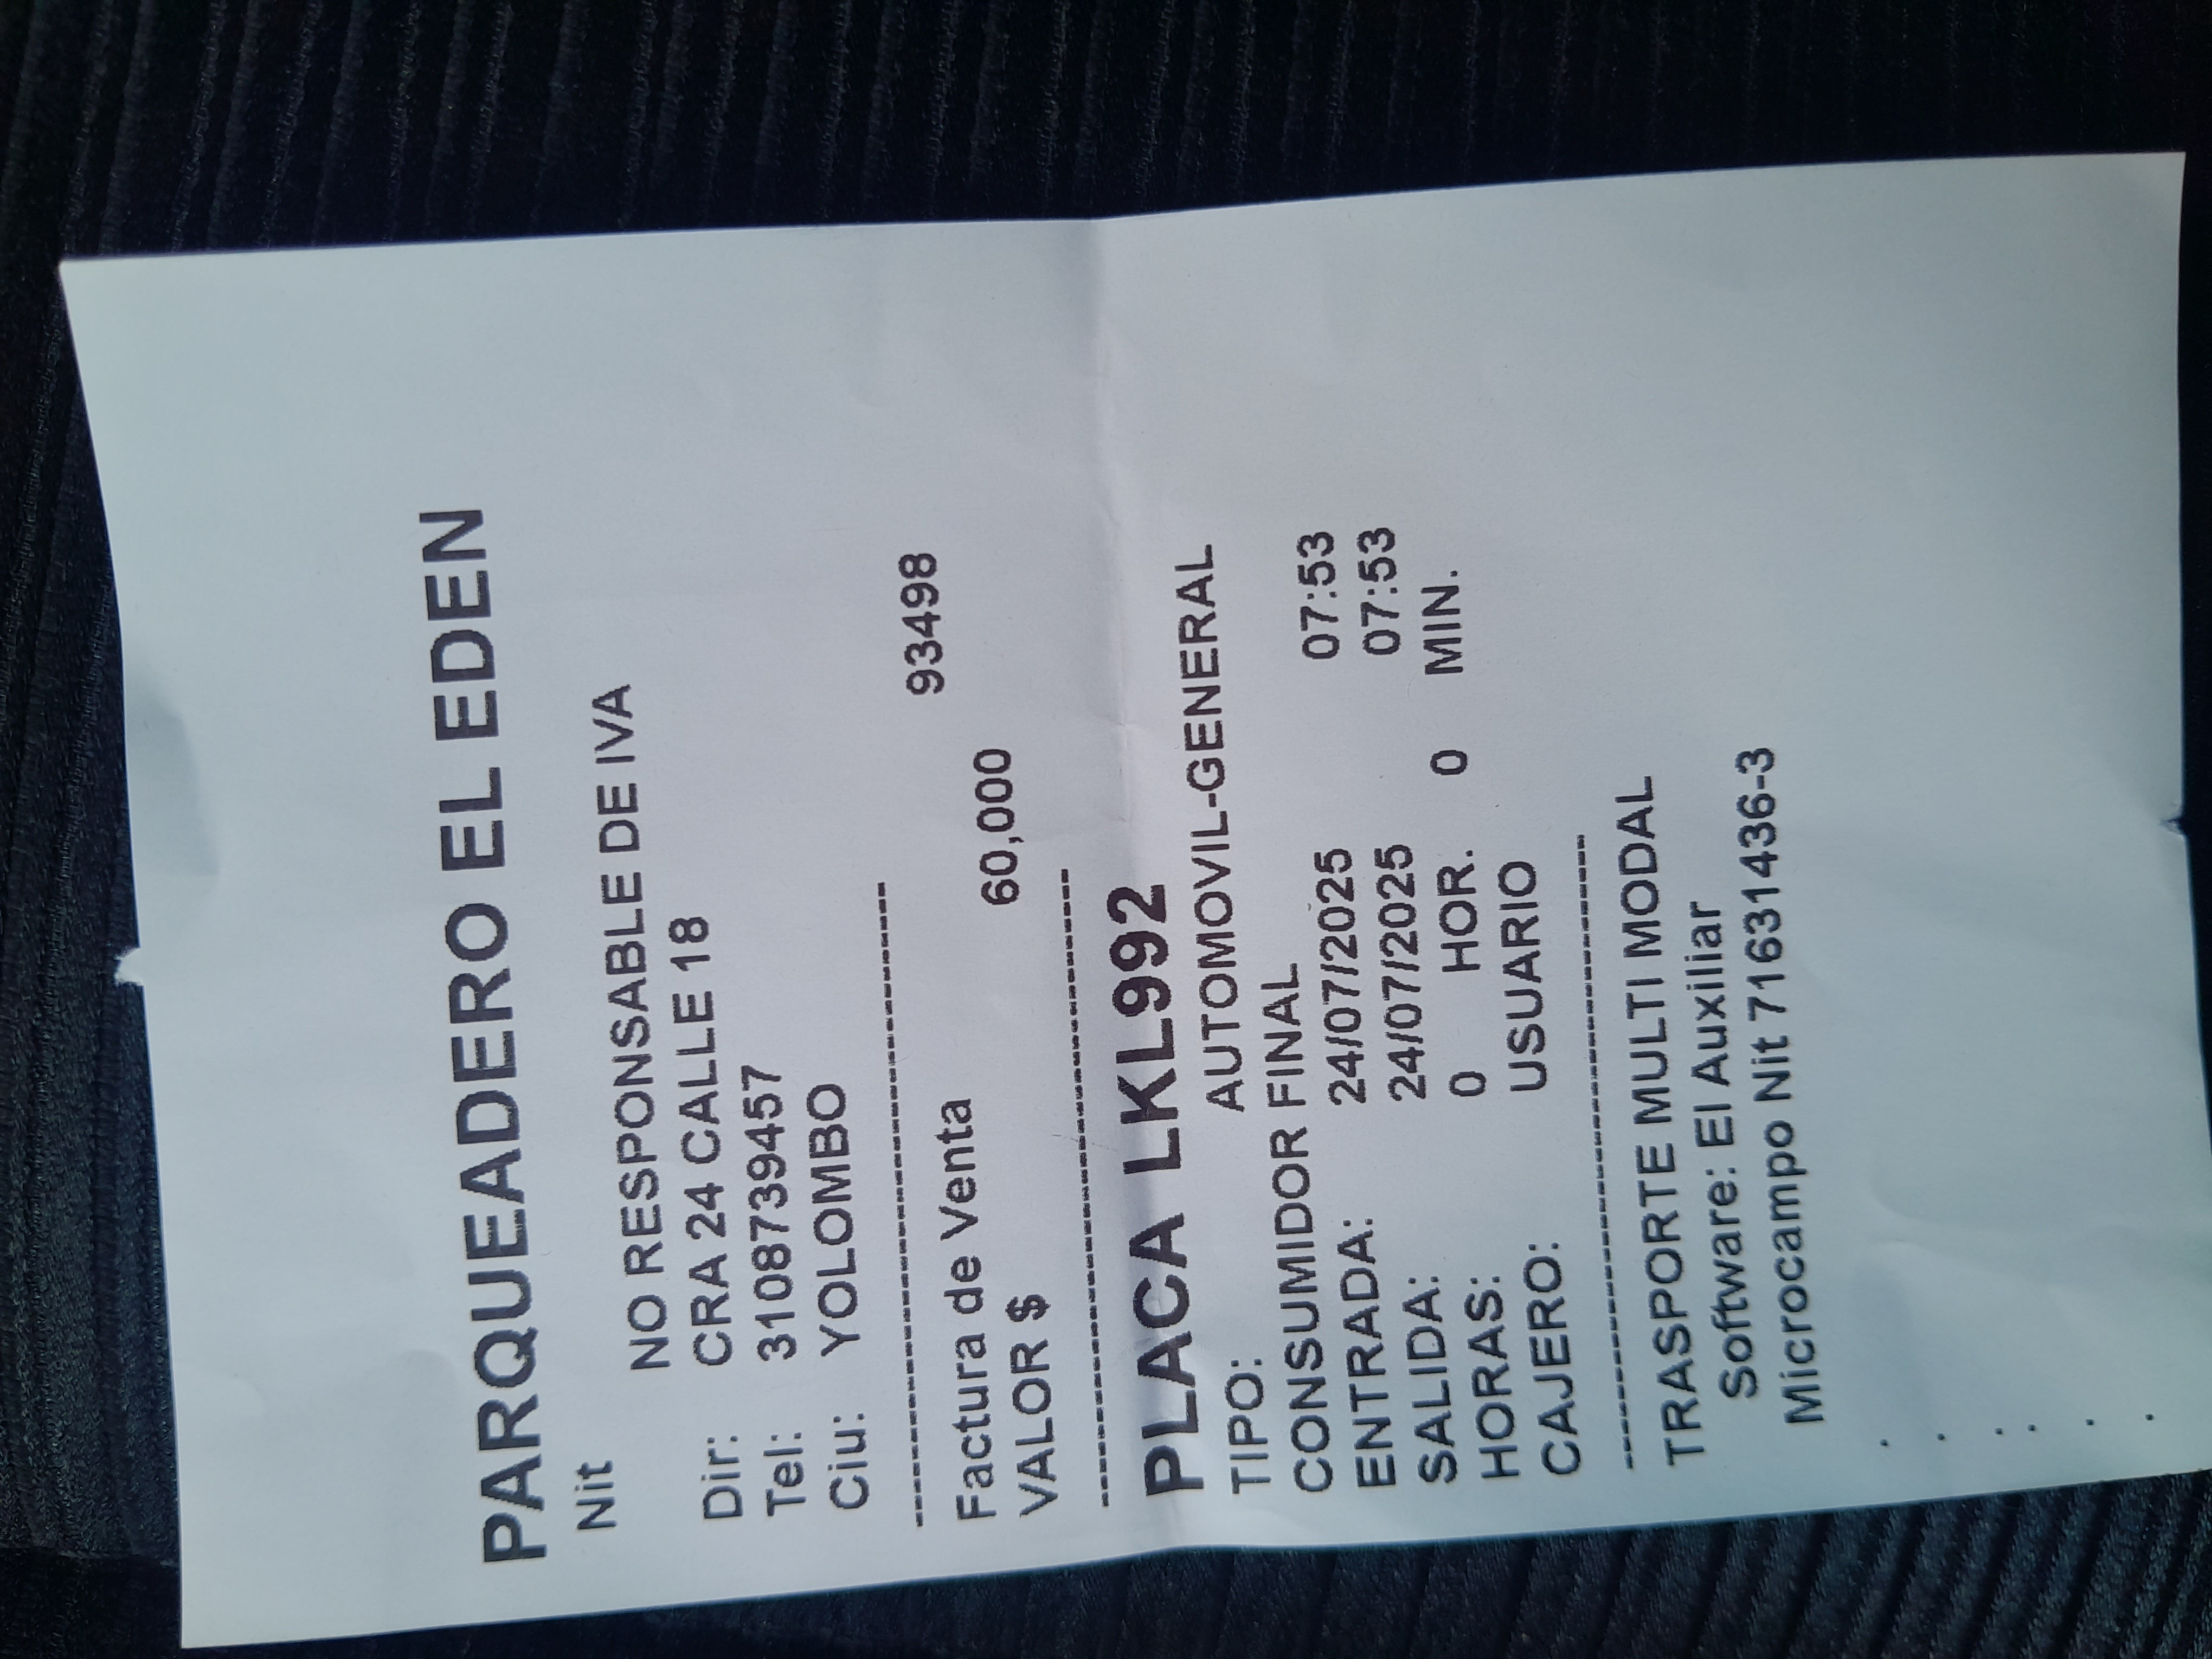 PARQUEADERO EL EDEN
Nit
NO RESPONSABLE DE IVA
Dir: CRA 24 CALLE 18
Tel: 3108739457
Ciu: YOLOMBO
--------------------------------------------
Factura de Venta 93498
VALOR $ 60,000
--------------------------------------------
PLACA LKL992
TIPO: AUTOMOVIL-GENERAL
CONSUMIDOR FINAL
ENTRADA: 24/07/2025 07:53
SALIDA: 24/07/2025 07:53
HORAS: 0 HOR. 0 MIN.
CAJERO: USUARIO
--------------------------------------------
TRASPORTE MULTI MODAL
Software: El Auxiliar
Microcampo Nit 71631436-3
.
.
.
.
.
.